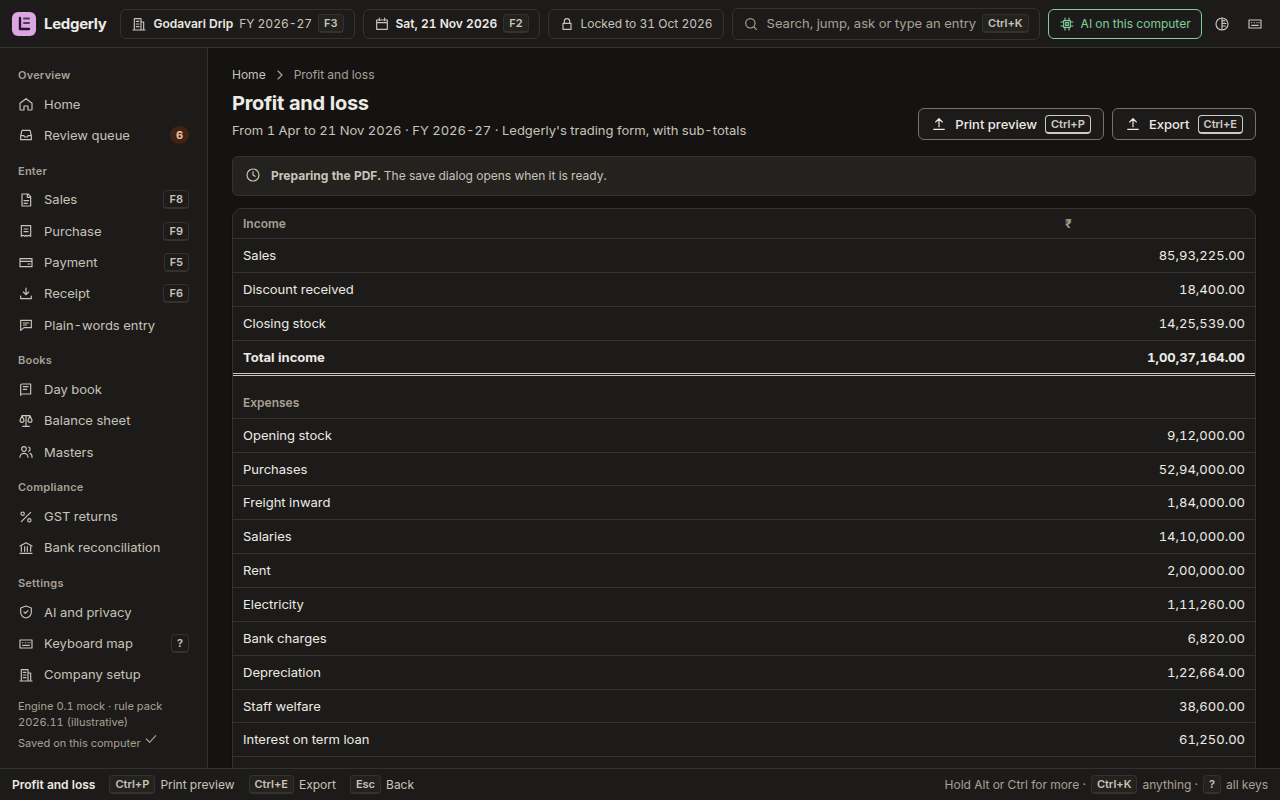 Ledgerly
Godavari Drip FY 2026-27 F3
Sat, 21 Nov 2026 F2
Locked to 31 Oct 2026
Search, jump, ask or type an entry Ctrl+K
AI on this computer
Overview
Home
Review queue 6
Enter
Sales F8
Purchase F9
Payment F5
Receipt F6
Plain-words entry
Books
Day book
Balance sheet
Masters
Compliance
GST returns
Bank reconciliation
Settings
AI and privacy
Keyboard map ?
Company setup
Engine 0.1 mock · rule pack
2026.11 (illustrative)
Saved on this computer
Home > Profit and loss
Profit and loss
From 1 Apr to 21 Nov 2026 · FY 2026-27 · Ledgerly's trading form, with sub-totals
Print preview Ctrl+P
Export Ctrl+E
Preparing the PDF. The save dialog opens when it is ready.
Income ₹
Sales 85,93,225.00
Discount received 18,400.00
Closing stock 14,25,539.00
Total income 1,00,37,164.00
Expenses
Opening stock 9,12,000.00
Purchases 52,94,000.00
Freight inward 1,84,000.00
Salaries 14,10,000.00
Rent 2,00,000.00
Electricity 1,11,260.00
Bank charges 6,820.00
Depreciation 1,22,664.00
Staff welfare 38,600.00
Interest on term loan 61,250.00
Profit and loss Ctrl+P Print preview Ctrl+E Export Esc Back
Hold Alt or Ctrl for more · Ctrl+K anything · ? all keys